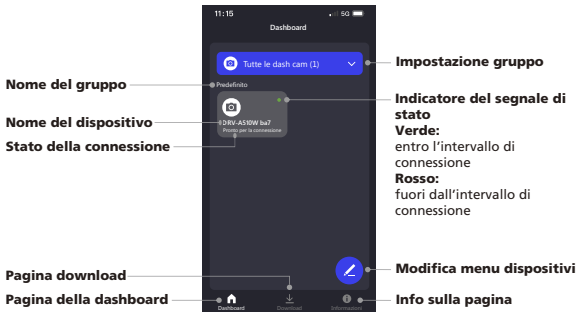 11:15
5G
Dashboard
Tutte le dash cam (1)
Impostazione gruppo
Nome del gruppo
Predefinito
Indicatore del segnale di
stato
Verde:
entro l'intervallo di
connessione
Rosso:
fuori dall'intervallo di
connessione
Nome del dispositivo
DRV-A510W ba7
Stato della connessione
Pronto per la connessione
Modifica menu dispositivi
Pagina download
Pagina della dashboard
Dashboard
Download
Informazioni
Info sulla pagina